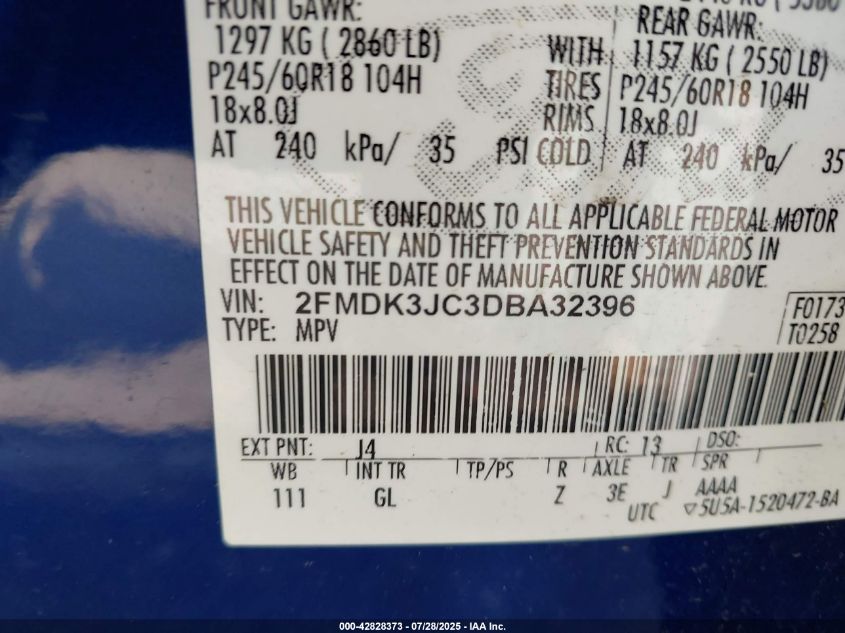 FRONT GAWR:
1297 KG ( 2860 LB)
P245/60R18 104H
18x8.0J
AT 240 kPa/ 35 PSI COLD
WITH
TIRES
RIMS
REAR GAWR:
1157 KG ( 2550 LB)
P245/60R18 104H
18x8.0J
AT 240 kPa/ 35
THIS VEHICLE CONFORMS TO ALL APPLICABLE FEDERAL MOTOR
VEHICLE SAFETY AND THEFT PREVENTION STANDARDS IN
EFFECT ON THE DATE OF MANUFACTURE SHOWN ABOVE.
VIN: 2FMDK3JC3DBA32396
TYPE: MPV
F0173
T0258
EXT PNT: J4 RC: 13 DSO:
WB INT TR TP/PS R AXLE TR SPR
111 GL Z 3E J AAAA
UTC ▽5U5A-1520472-BA
000-42828373 - 07/28/2025 - IAA Inc.